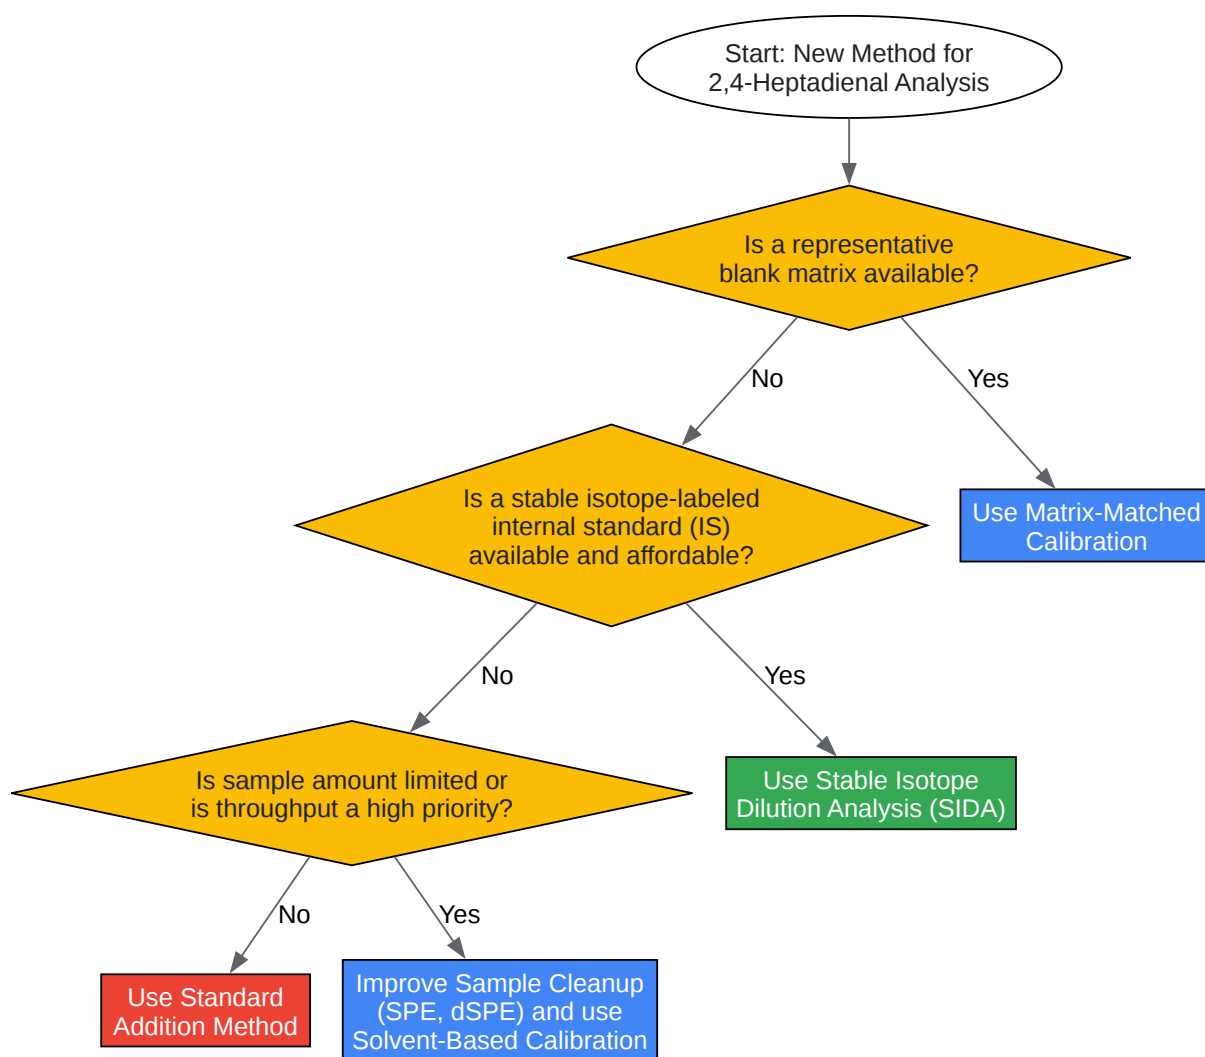 Start: New Method for
2,4-Heptadienal Analysis
Is a representative
blank matrix available?
No
Yes
Is a stable isotope-labeled
internal standard (IS)
available and affordable?
Use Matrix-Matched
Calibration
No
Yes
Is sample amount limited or
is throughput a high priority?
Use Stable Isotope
Dilution Analysis (SIDA)
No
Yes
Use Standard
Addition Method
Improve Sample Cleanup
(SPE, dSPE) and use
Solvent-Based Calibration